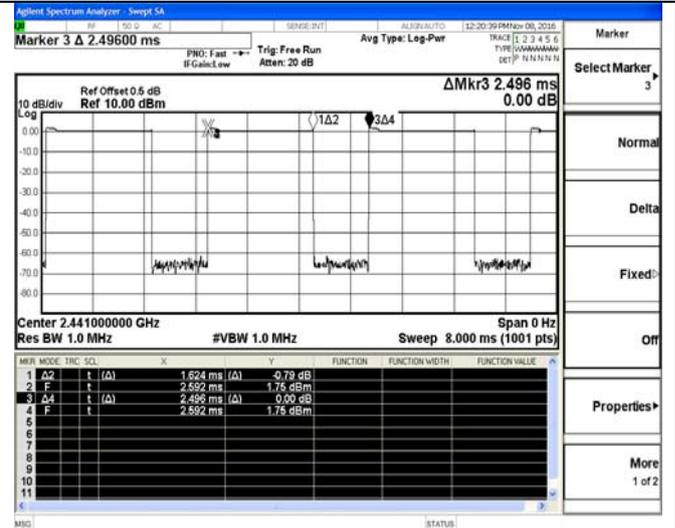 Agilent Spectrum Analyzer - Swept SA
RF 50 Ω AC SENSE:INT ALIGN AUTO 12:20:39 PM Nov 08, 2016
Marker 3 Δ 2.49600 ms
PNO: Fast
IFGain:Low
Trig: Free Run
Atten: 20 dB
Avg Type: Log-Pwr
TRACE 1 2 3 4 5 6
TYPE
DET P N N N N N
Ref Offset 0.5 dB
10 dB/div Ref 10.00 dBm
ΔMkr3 2.496 ms
0.00 dB
Log
1Δ2
3Δ4
0.00
-10.0
-20.0
-30.0
-40.0
-50.0
-60.0
-70.0
-80.0
Center 2.441000000 GHz Span 0 Hz
Res BW 1.0 MHz #VBW 1.0 MHz Sweep 8.000 ms (1001 pts)
MKR MODE TRC SCL X Y FUNCTION FUNCTION WIDTH FUNCTION VALUE
1 Δ2 t (Δ) 1.624 ms (Δ) -0.79 dB
2 F t 2.592 ms 1.75 dBm
3 Δ4 t (Δ) 2.496 ms (Δ) 0.00 dB
4 F t 2.592 ms 1.75 dBm
5
6
7
8
9
10
11
MSG STATUS
Marker
Select Marker
3
Normal
Delta
Fixed
Off
Properties
More
1 of 2